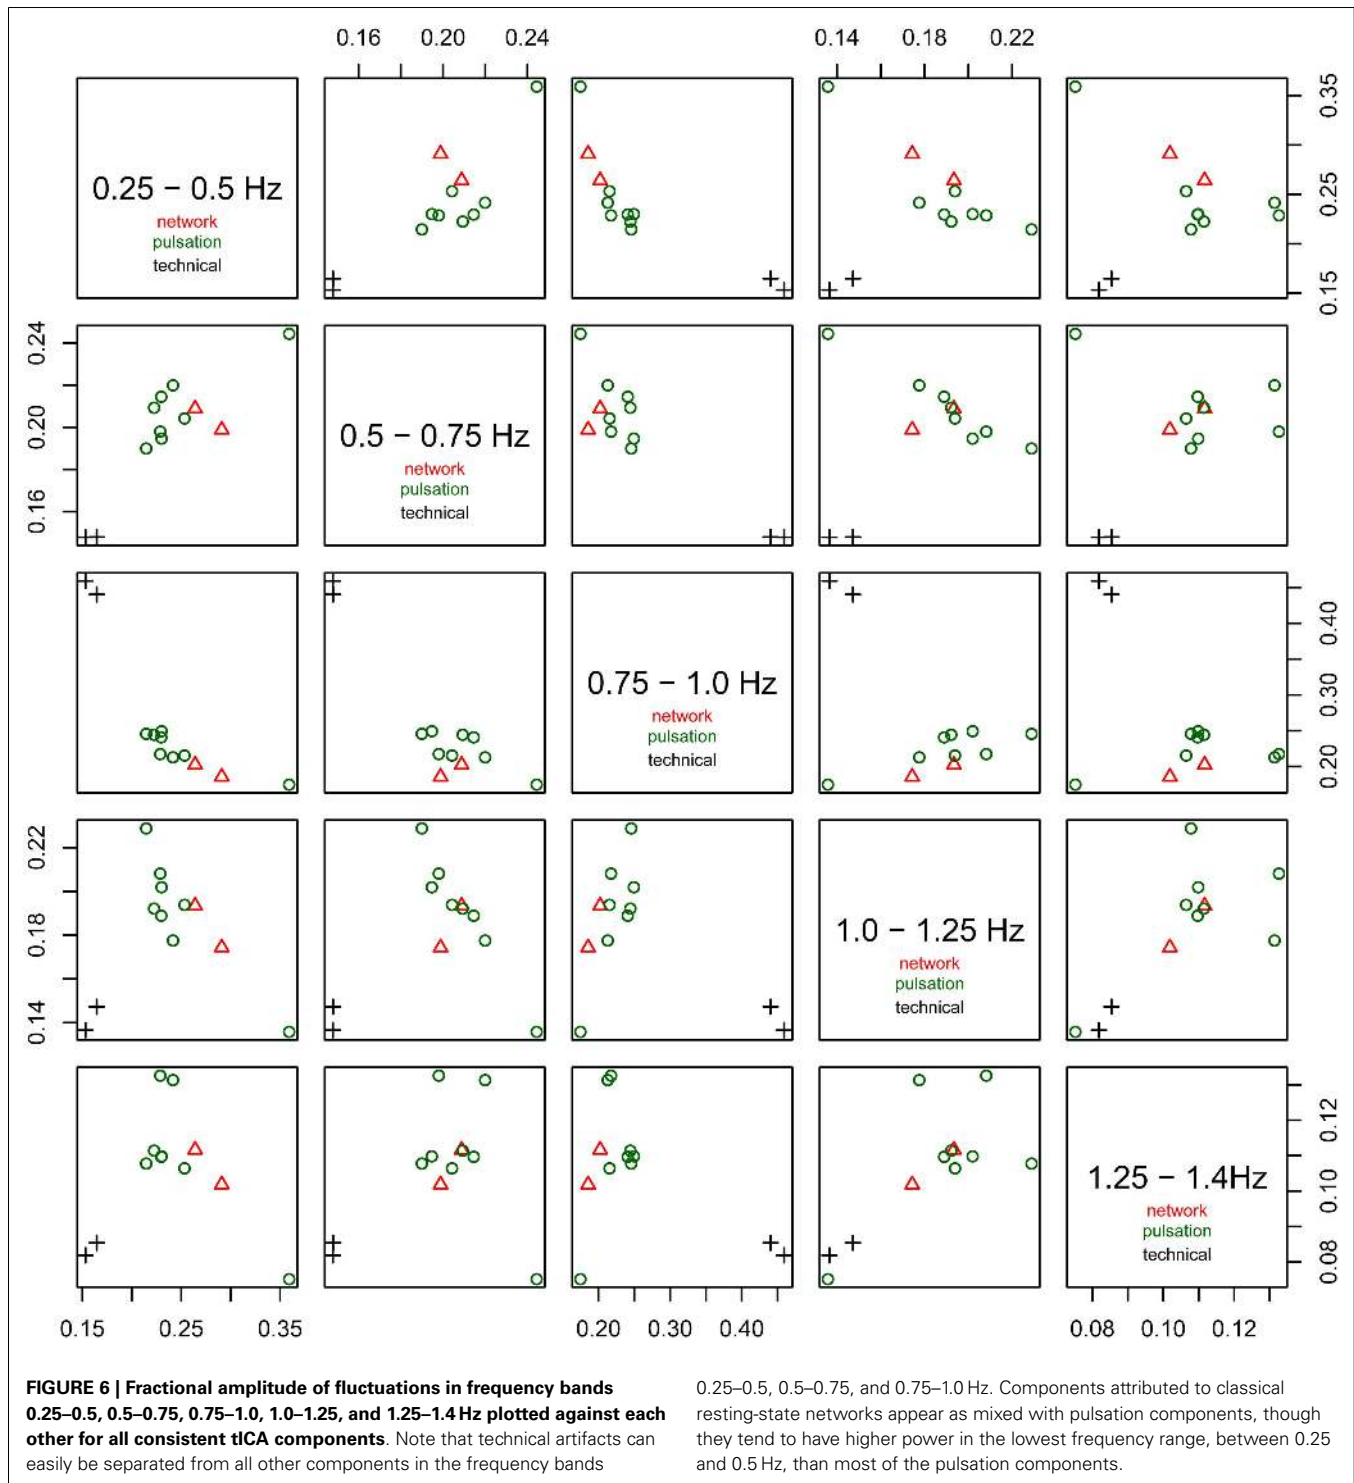 0.16 0.20 0.24 0.14 0.18 0.22
0.25 − 0.5 Hz
network
pulsation
technical
0.35
0.25
0.15
0.24
0.20
0.16
0.5 − 0.75 Hz
network
pulsation
technical
0.75 − 1.0 Hz
network
pulsation
technical
0.40
0.30
0.20
0.22
0.18
0.14
1.0 − 1.25 Hz
network
pulsation
technical
1.25 − 1.4Hz
network
pulsation
technical
0.12
0.10
0.08
0.15 0.25 0.35 0.20 0.30 0.40 0.08 0.10 0.12
FIGURE 6 | Fractional amplitude of fluctuations in frequency bands
0.25–0.5, 0.5–0.75, 0.75–1.0, 1.0–1.25, and 1.25–1.4 Hz plotted against each
other for all consistent tICA components. Note that technical artifacts can
easily be separated from all other components in the frequency bands
0.25–0.5, 0.5–0.75, and 0.75–1.0 Hz. Components attributed to classical
resting-state networks appear as mixed with pulsation components, though
they tend to have higher power in the lowest frequency range, between 0.25
and 0.5 Hz, than most of the pulsation components.